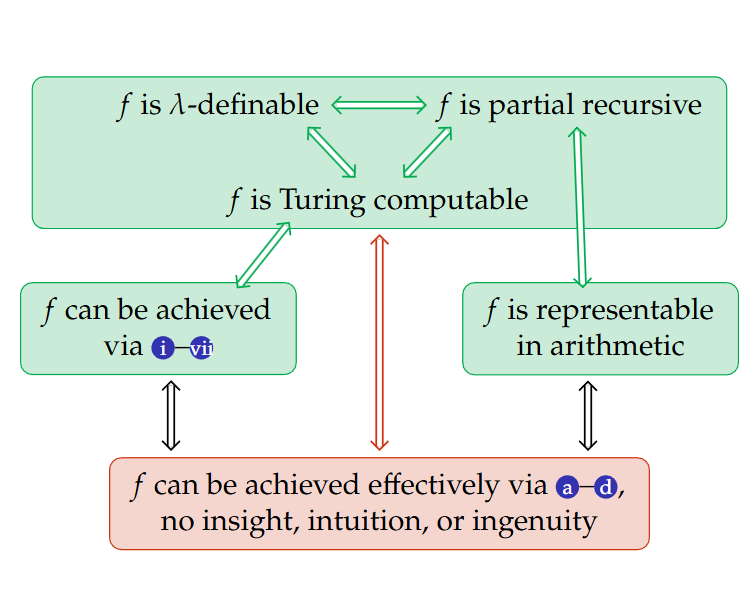 f is λ-definable
f is partial recursive
f is Turing computable
f can be achieved
via i–vii
f is representable
in arithmetic
f can be achieved effectively via a–d,
no insight, intuition, or ingenuity